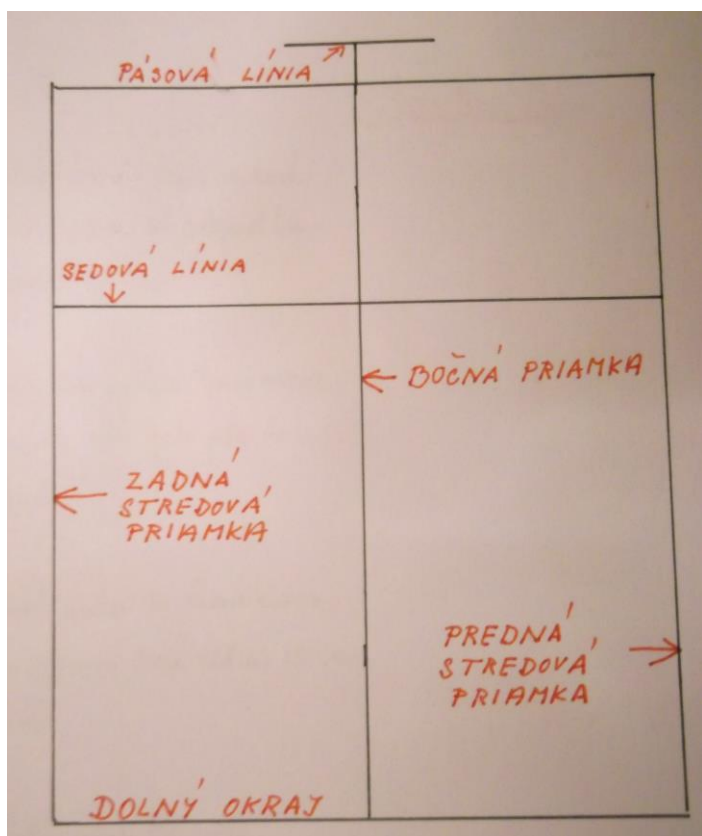 PÁSOVÁ LÍNIA
SEDOVÁ LÍNIA
BOČNÁ PRIAMKA
ZADNÁ
STREDOVÁ
PRIAMKA
PREDNÁ
STREDOVÁ
PRIAMKA
DOLNÝ OKRAJ